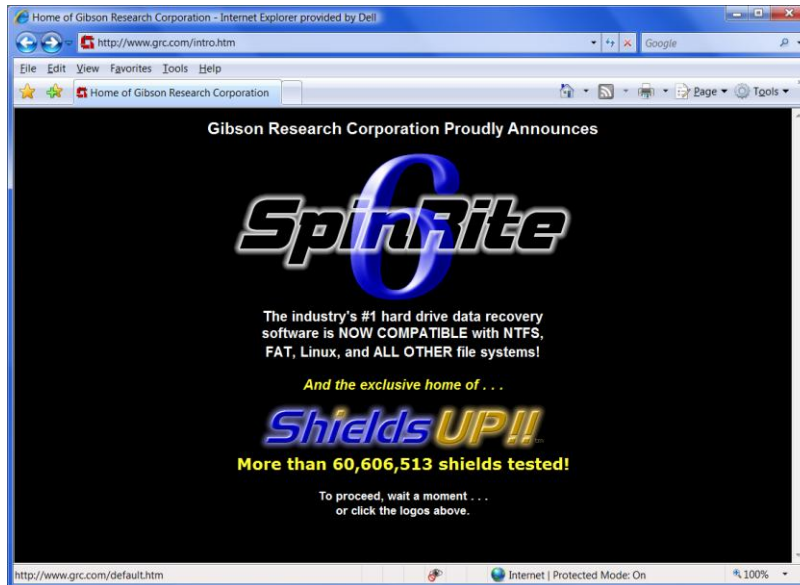 Home of Gibson Research Corporation - Internet Explorer provided by Dell
http://www.grc.com/intro.htm
Google
File Edit View Favorites Tools Help
Home of Gibson Research Corporation
Page Tools
Gibson Research Corporation Proudly Announces
6
SpinRite
The industry's #1 hard drive data recovery
software is NOW COMPATIBLE with NTFS,
FAT, Linux, and ALL OTHER file systems!
And the exclusive home of . . .
ShieldsUP!!
tm
More than 60,606,513 shields tested!
To proceed, wait a moment . . .
or click the logos above.
http://www.grc.com/default.htm
Internet | Protected Mode: On
100%